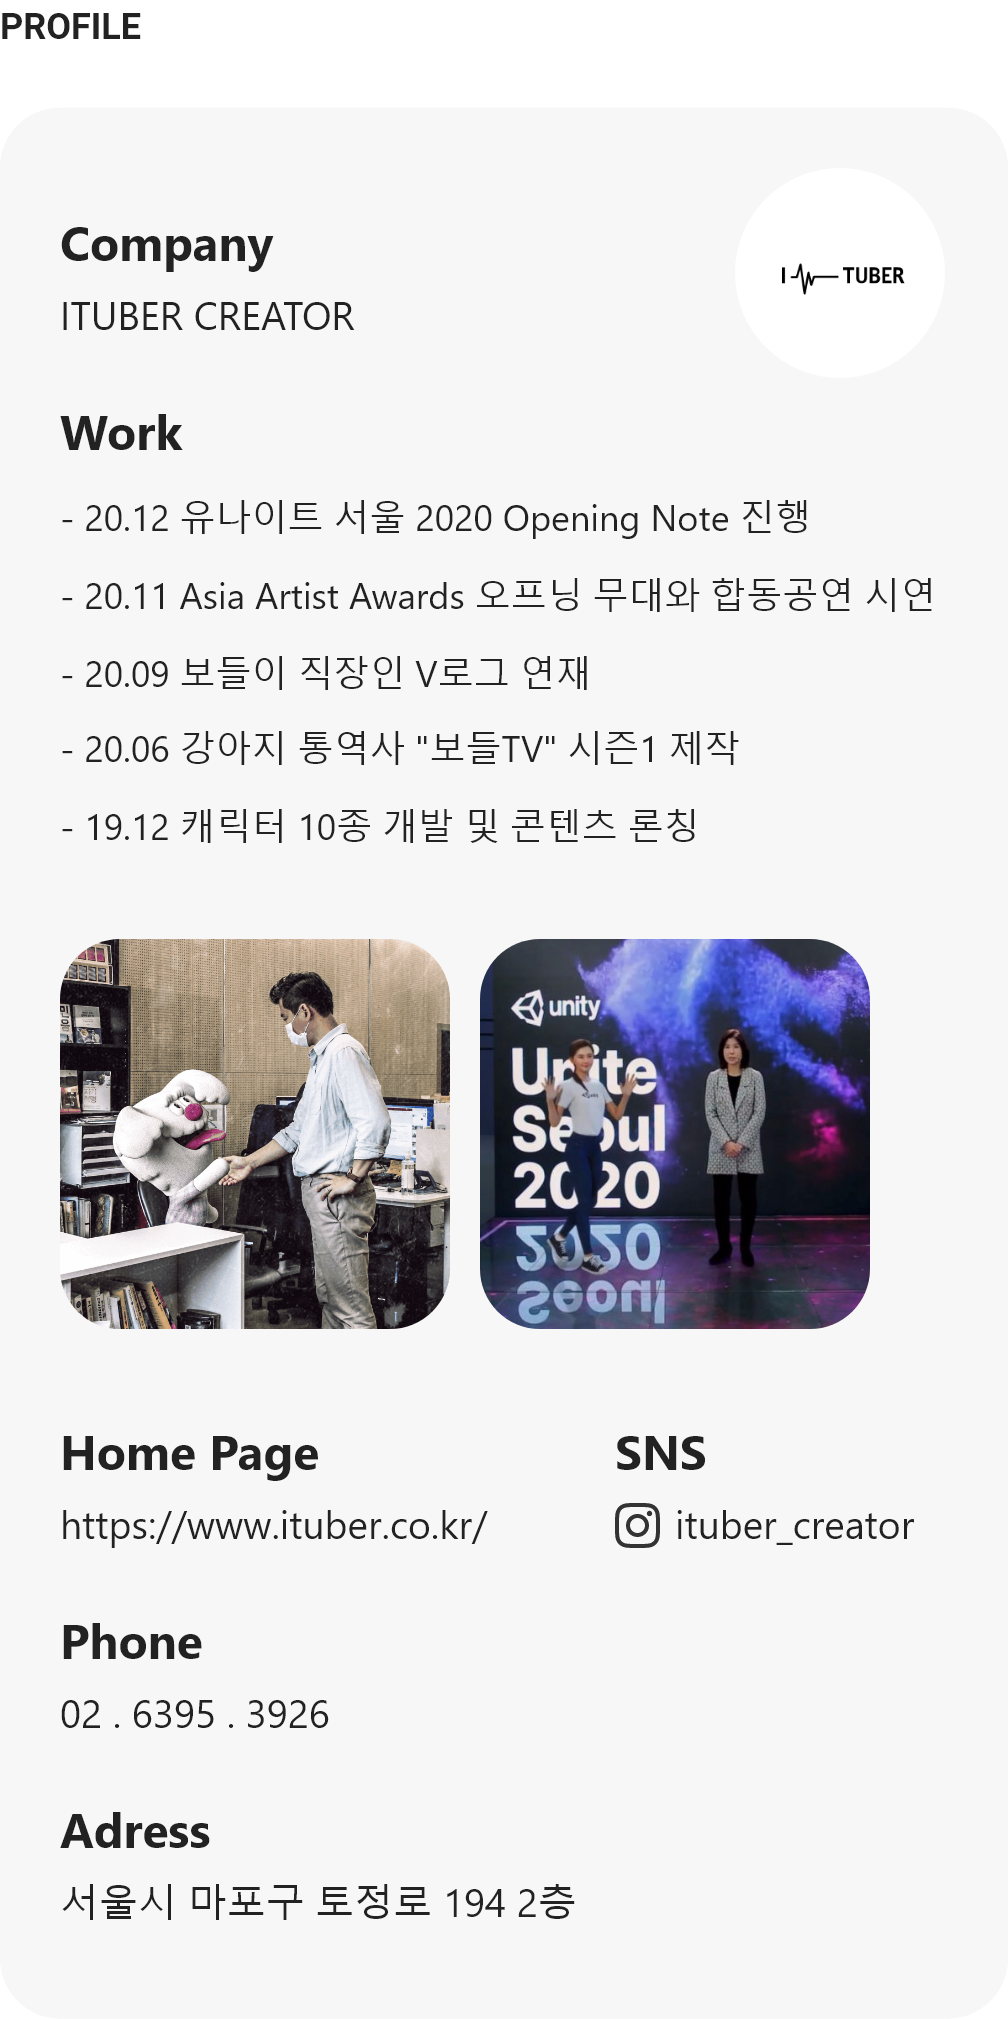 PROFILE
Company
ITUBER CREATOR
I TUBER
Work
- 20.12 유나이트 서울 2020 Opening Note 진행
- 20.11 Asia Artist Awards 오프닝 무대와 합동공연 시연
- 20.09 보들이 직장인 V로그 연재
- 20.06 강아지 통역사 "보들TV" 시즌1 제작
- 19.12 캐릭터 10종 개발 및 콘텐츠 론칭
unity
Unite
Seoul
2020
2020
Seoul
Home Page
https://www.ituber.co.kr/
SNS
ituber_creator
Phone
02 . 6395 . 3926
Adress
서울시 마포구 토정로 194 2층